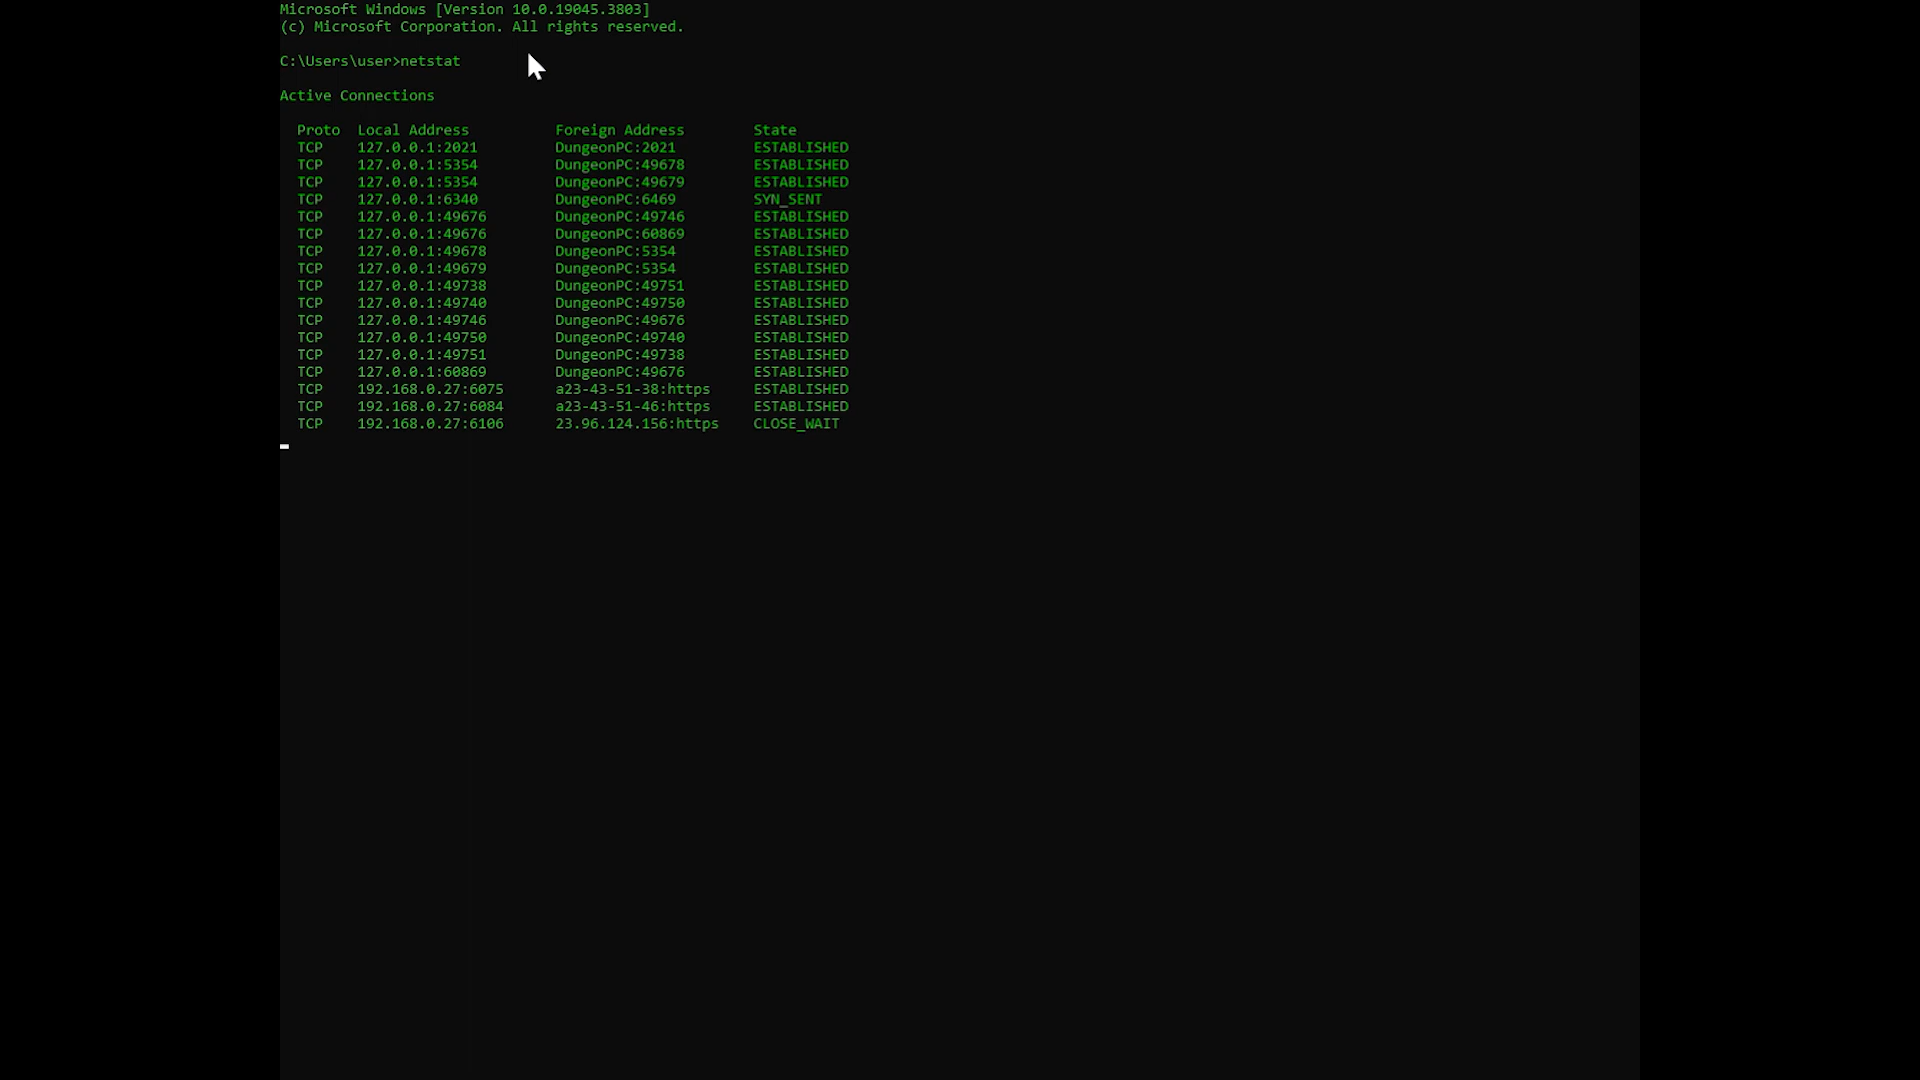 Microsoft Windows [Version 10.0.19045.3803]
(c) Microsoft Corporation. All rights reserved.
C:\Users\user>netstat
Active Connections
Proto Local Address Foreign Address State
TCP 127.0.0.1:2021 DungeonPC:2021 ESTABLISHED
TCP 127.0.0.1:5354 DungeonPC:49678 ESTABLISHED
TCP 127.0.0.1:5354 DungeonPC:49679 ESTABLISHED
TCP 127.0.0.1:6340 DungeonPC:6469 SYN_SENT
TCP 127.0.0.1:49676 DungeonPC:49746 ESTABLISHED
TCP 127.0.0.1:49676 DungeonPC:60869 ESTABLISHED
TCP 127.0.0.1:49678 DungeonPC:5354 ESTABLISHED
TCP 127.0.0.1:49679 DungeonPC:5354 ESTABLISHED
TCP 127.0.0.1:49738 DungeonPC:49751 ESTABLISHED
TCP 127.0.0.1:49740 DungeonPC:49750 ESTABLISHED
TCP 127.0.0.1:49746 DungeonPC:49676 ESTABLISHED
TCP 127.0.0.1:49750 DungeonPC:49740 ESTABLISHED
TCP 127.0.0.1:49751 DungeonPC:49738 ESTABLISHED
TCP 127.0.0.1:60869 DungeonPC:49676 ESTABLISHED
TCP 192.168.0.27:6075 a23-43-51-38:https ESTABLISHED
TCP 192.168.0.27:6084 a23-43-51-46:https ESTABLISHED
TCP 192.168.0.27:6106 23.96.124.156:https CLOSE_WAIT